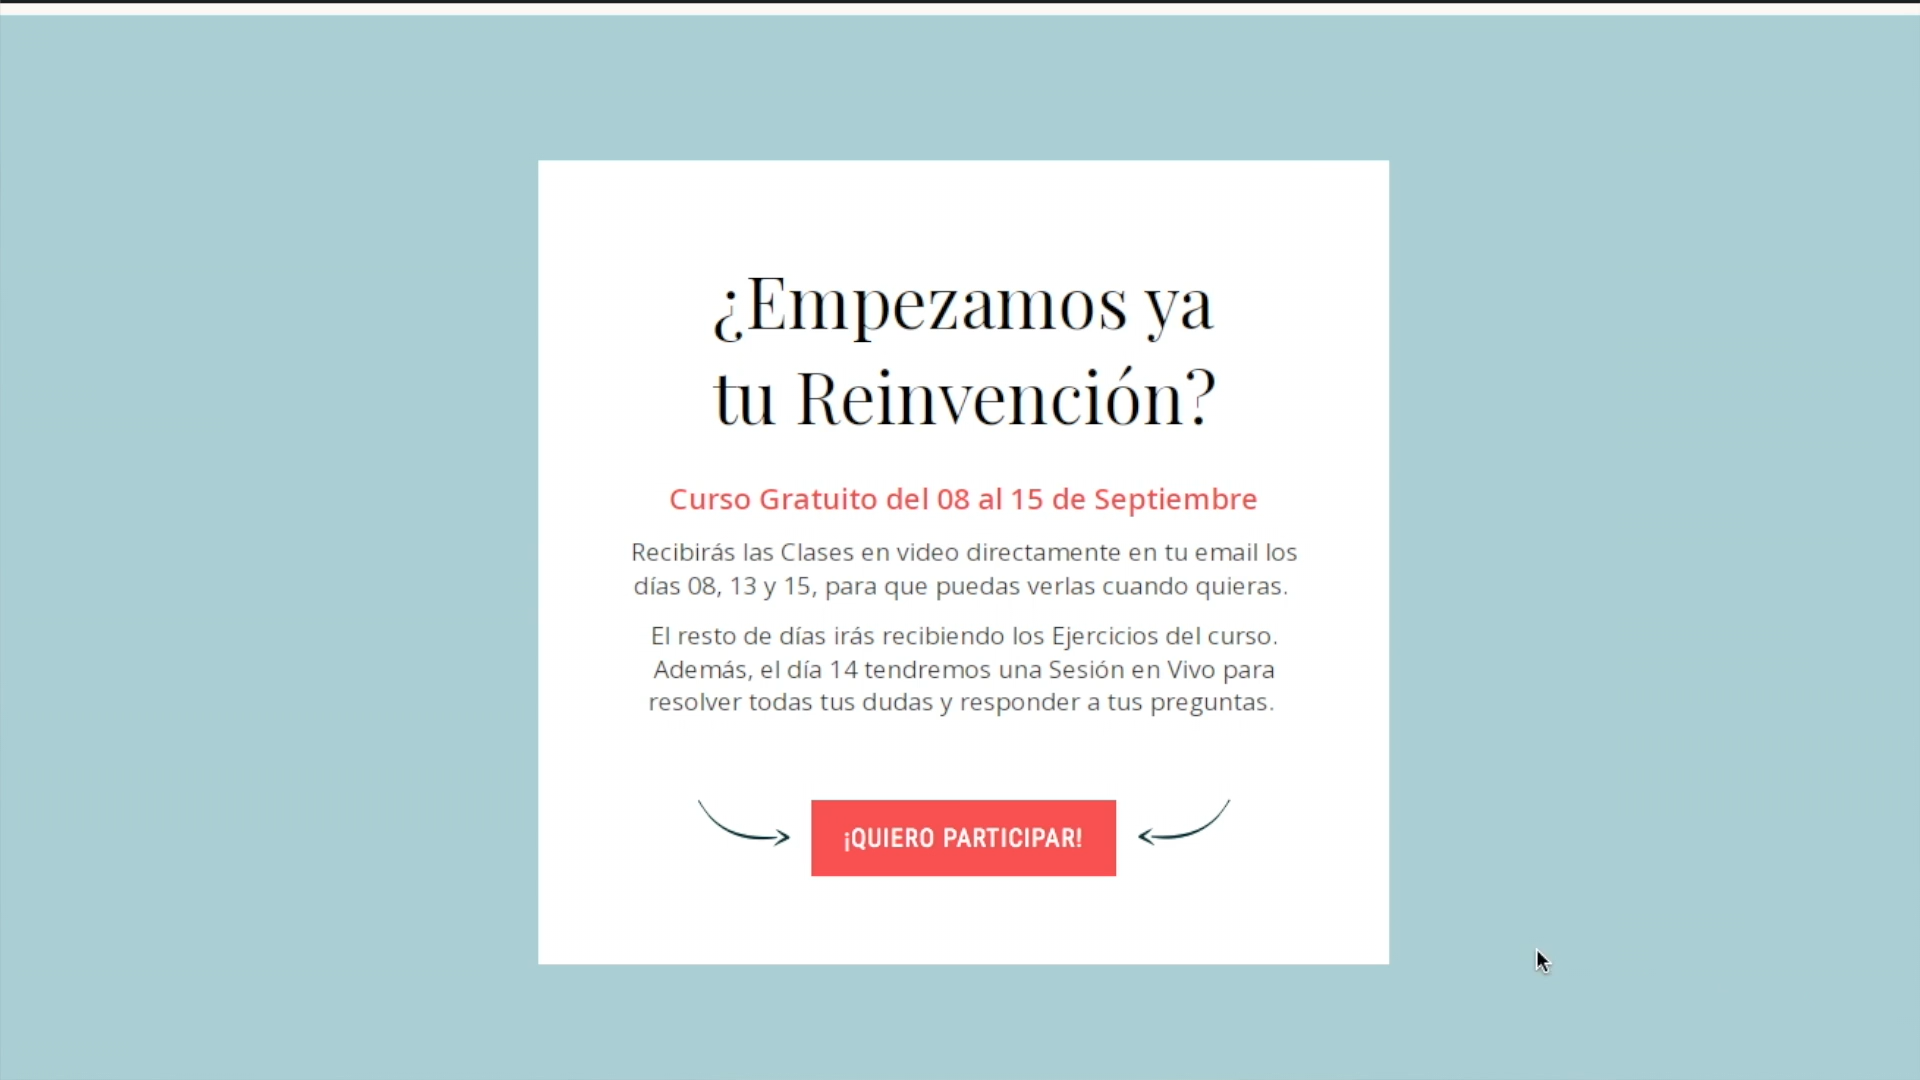 ¿Empezamos ya
tu Reinvención?
Curso Gratuito del 08 al 15 de Septiembre
Recibirás las Clases en video directamente en tu email los
días 08, 13 y 15, para que puedas verlas cuando quieras.
El resto de días irás recibiendo los Ejercicios del curso.
Además, el día 14 tendremos una Sesión en Vivo para
resolver todas tus dudas y responder a tus preguntas.
¡QUIERO PARTICIPAR!